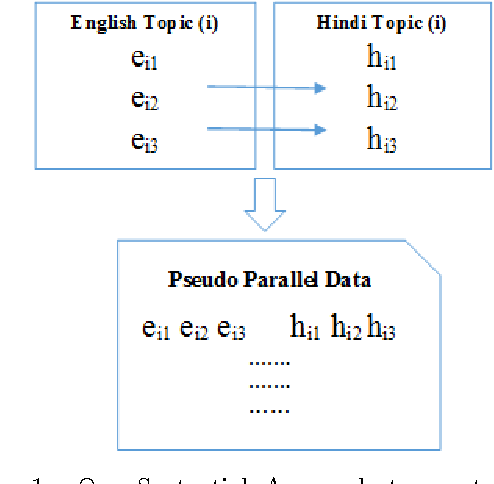 English Topic (i)
e_{i1}
e_{i2}
e_{i3}
Hindi Topic (i)
h_{i1}
h_{i2}
h_{i3}
Pseudo Parallel Data
e_{i1} e_{i2} e_{i3} h_{i1} h_{i2} h_{i3}
.......
.......
......